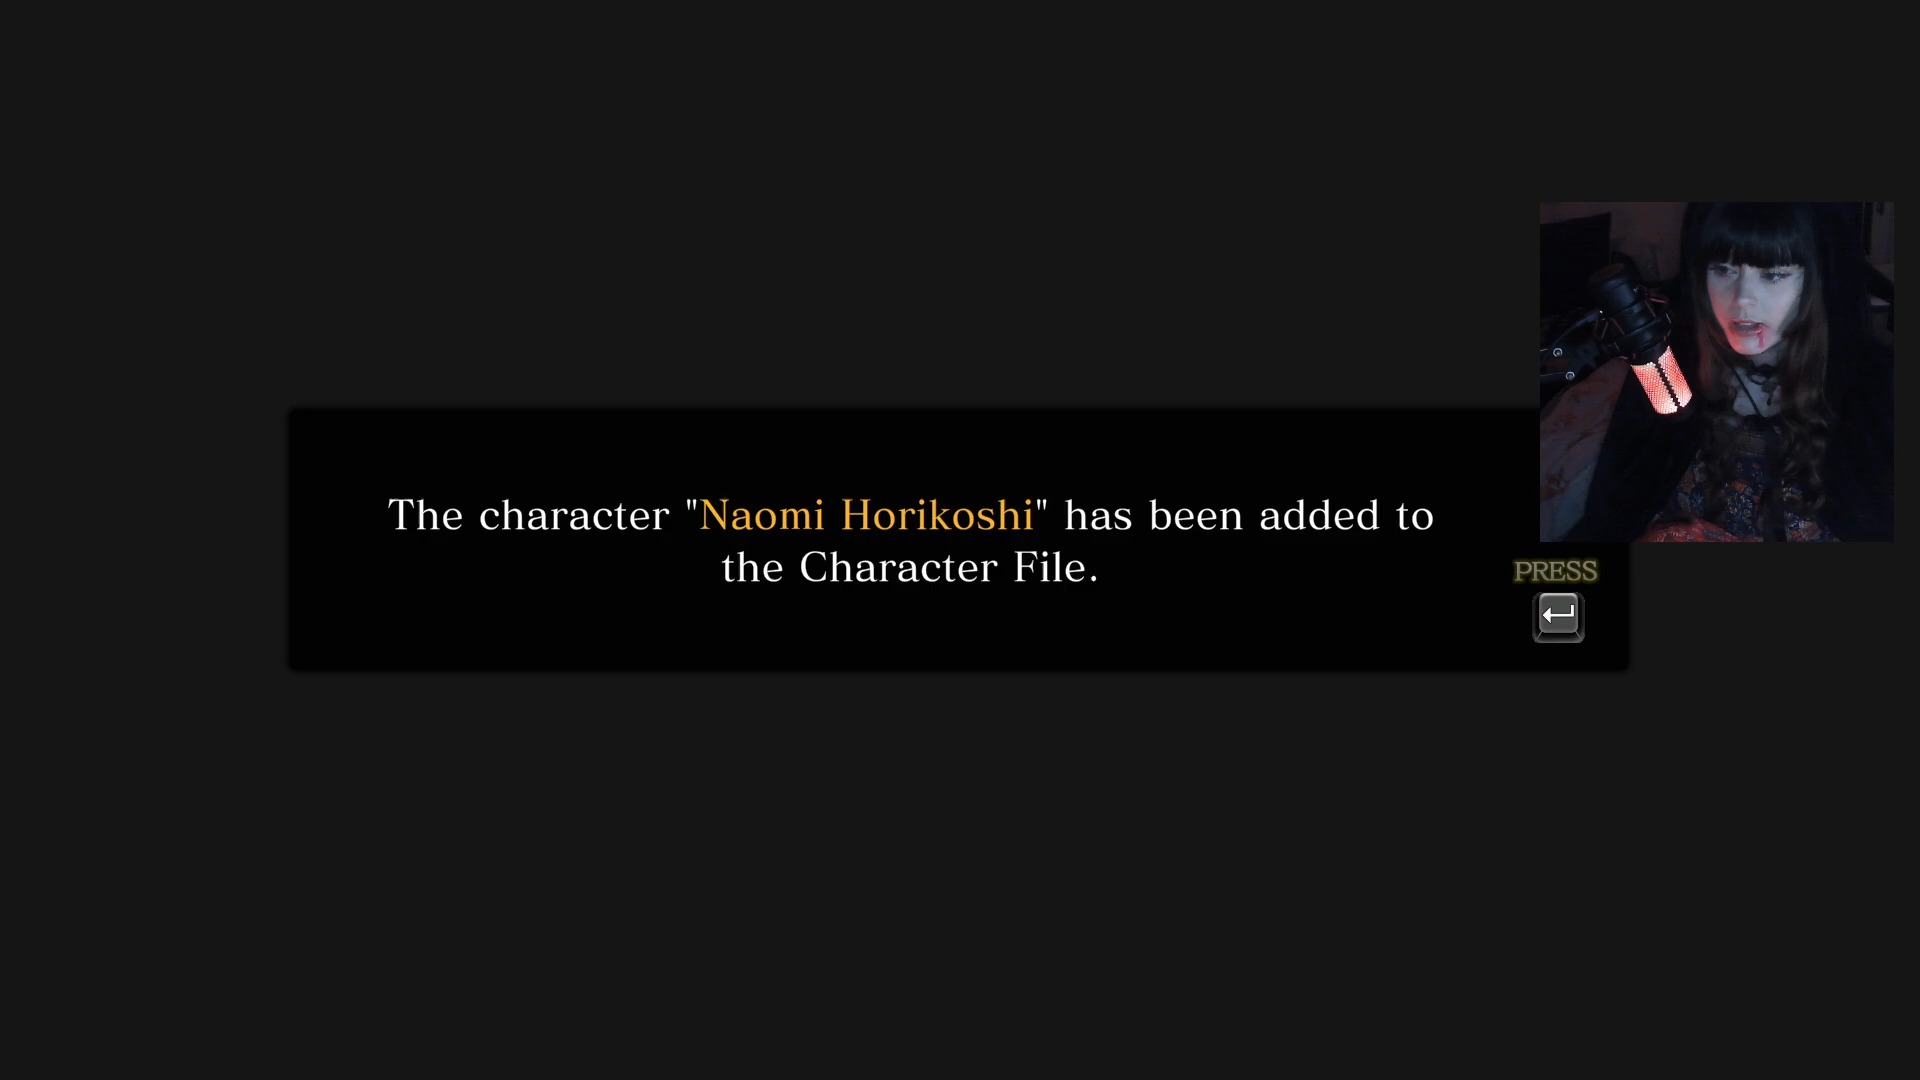 The character "Naomi Horikoshi" has been added to
the Character File.
PRESS